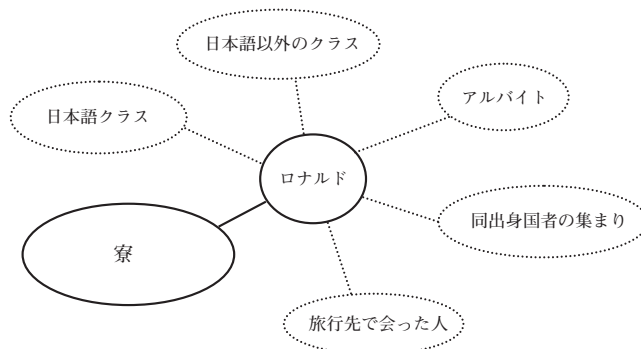 日本語以外のクラス
アルバイト
日本語クラス
ロナルド
同出身国者の集まり
寮
旅行先で会った人